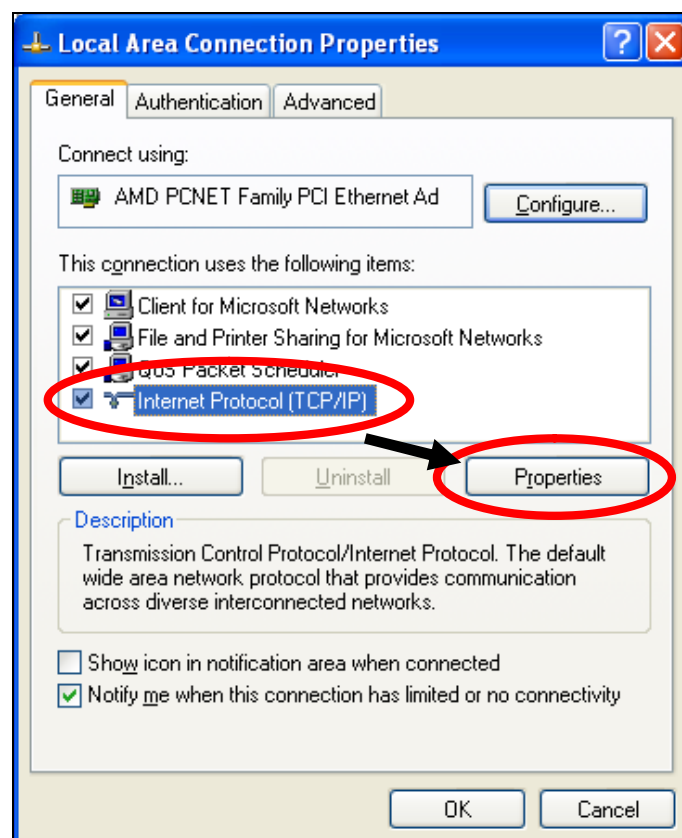 Local Area Connection Properties
General Authentication Advanced
Connect using:
AMD PCNET Family PCI Ethernet Ad
Configure...
This connection uses the following items:
Client for Microsoft Networks
File and Printer Sharing for Microsoft Networks
QoS Packet Scheduler
Internet Protocol (TCP/IP)
Install... Uninstall Properties
Description
Transmission Control Protocol/Internet Protocol. The default
wide area network protocol that provides communication
across diverse interconnected networks.
Show icon in notification area when connected
Notify me when this connection has limited or no connectivity
OK Cancel